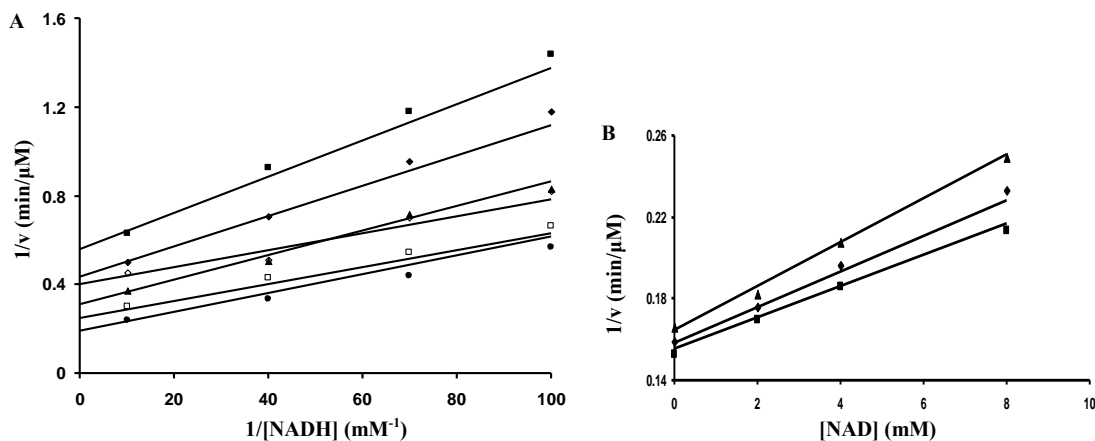 A
1.6
1.2
0.8
0.4
0
1/v (min/μM)
0 20 40 60 80 100
1/[NADH] (mM-1)
B
0.26
0.22
0.18
0.14
1/v (min/μM)
0 2 4 6 8 10
[NAD] (mM)